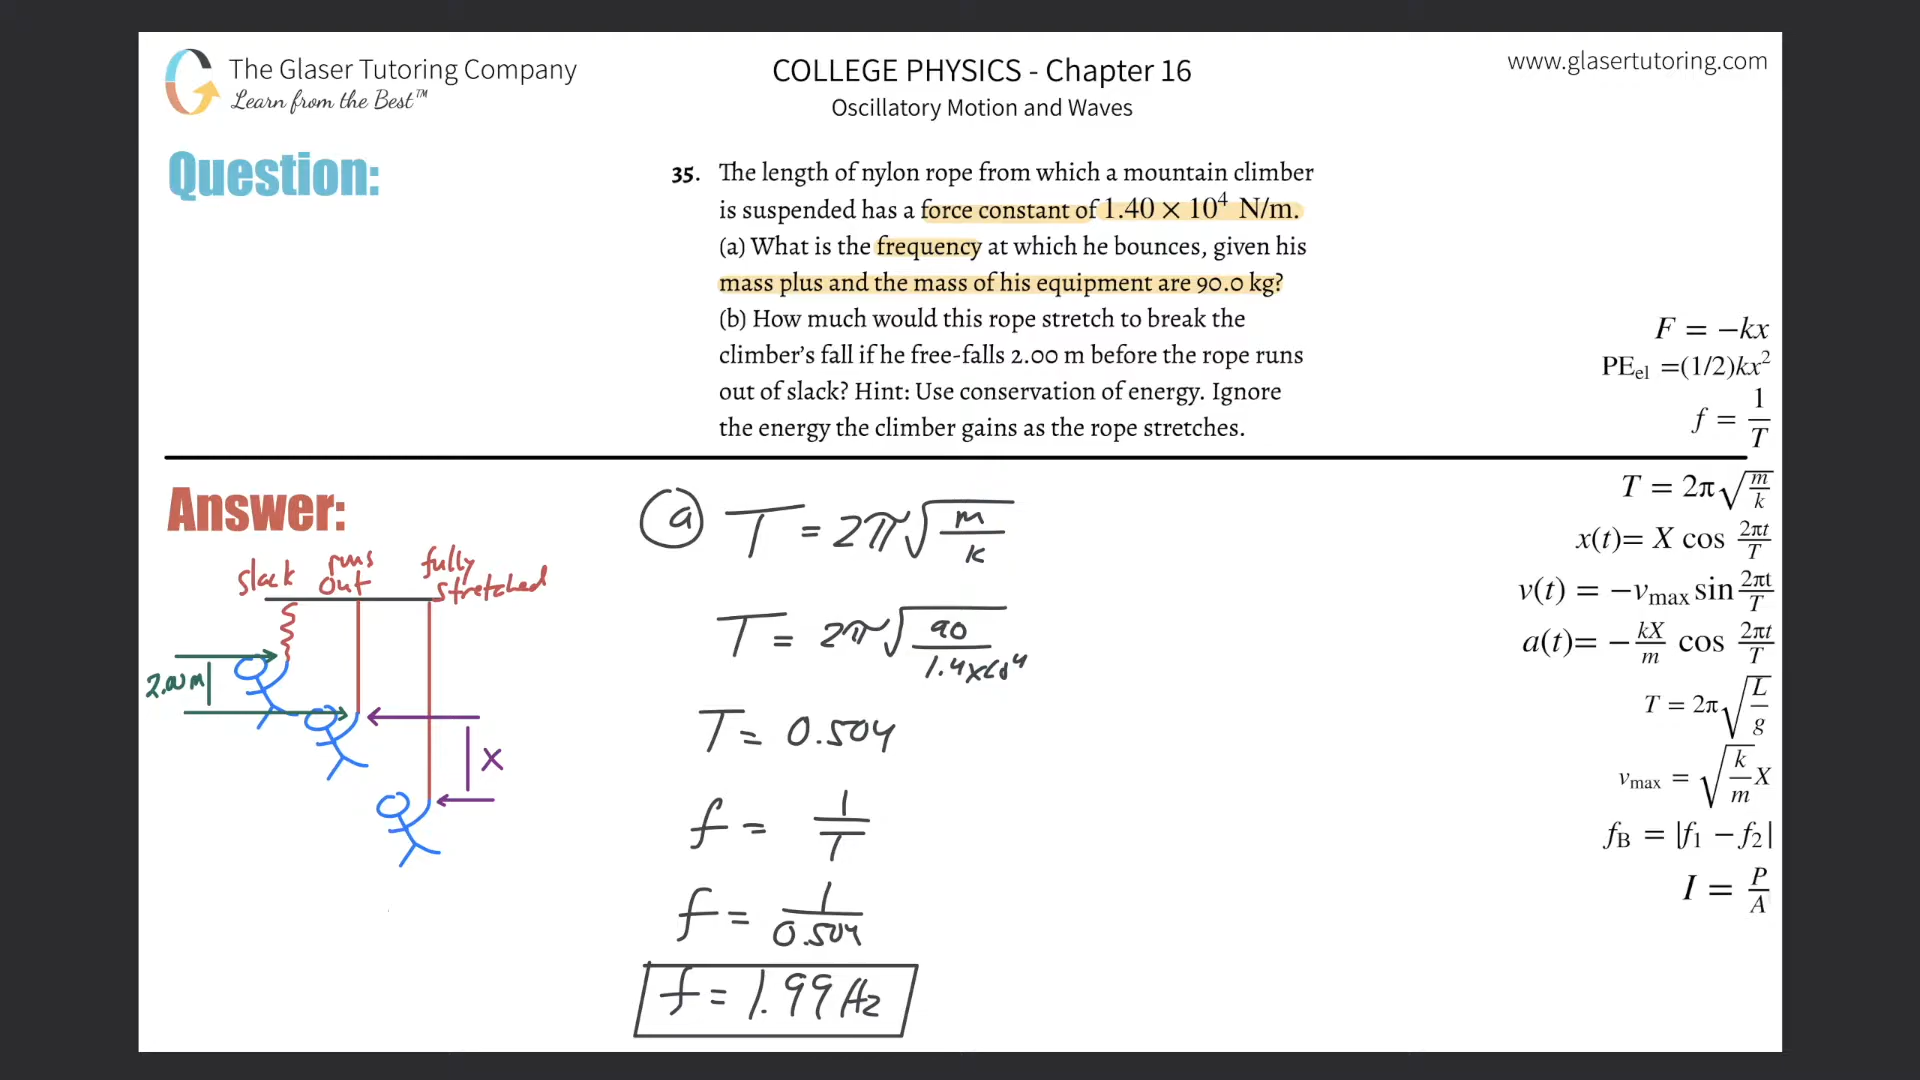 The Glaser Tutoring Company
Learn from the Best™
COLLEGE PHYSICS - Chapter 16
Oscillatory Motion and Waves
www.glasertutoring.com
Question:
35. The length of nylon rope from which a mountain climber
is suspended has a force constant of 1.40 × 10⁴ N/m.
(a) What is the frequency at which he bounces, given his
mass plus and the mass of his equipment are 90.0 kg?
(b) How much would this rope stretch to break the
climber’s fall if he free-falls 2.00 m before the rope runs
out of slack? Hint: Use conservation of energy. Ignore
the energy the climber gains as the rope stretches.
F = −kx
PEel =(1/2)kx²
f = 1/T
T = 2π√(m/k)
x(t)= X cos 2πt/T
v(t) = −vmax sin 2πt/T
a(t)= − kX/m cos 2πt/T
T = 2π√(L/g)
vmax = √(k/m) X
fB = |f1 − f2|
I = P/A
Answer:
slack runs out fully stretched
2.00m
X
(a) T = 2π√(m/k)
T = 2π√(90/1.4x10⁴)
T = 0.504
f = 1/T
f = 1/0.504
f = 1.99 Hz